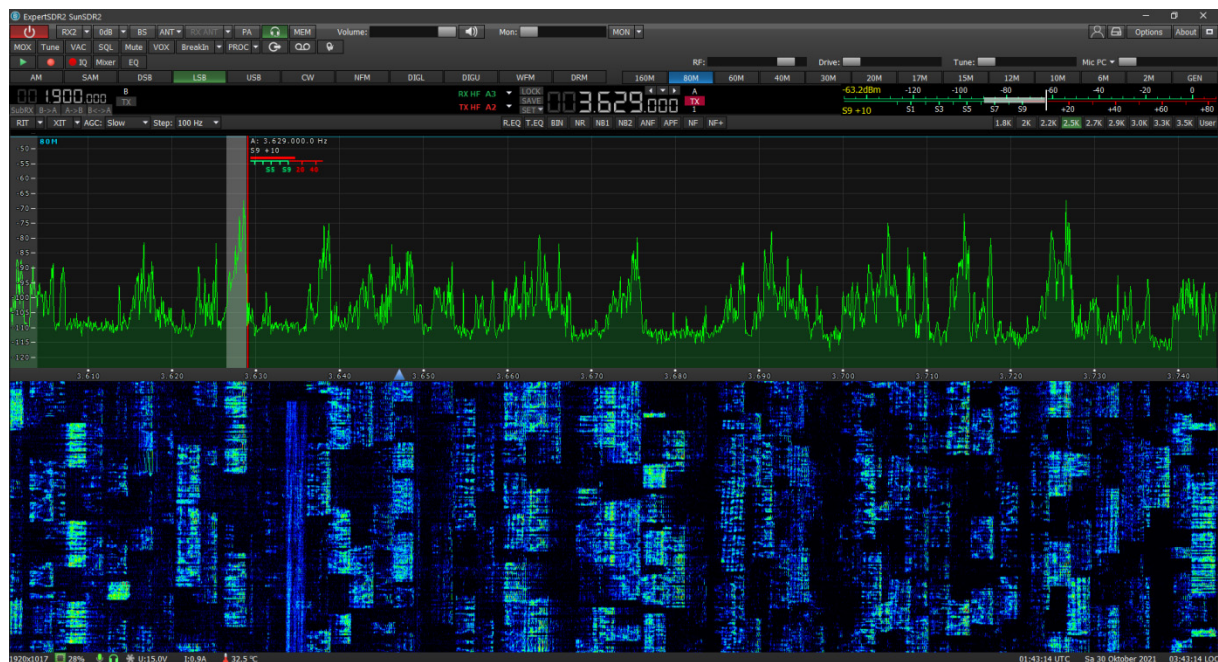 ExpertSDR2 SunSDR2
RX2 0dB BS ANT RX ANT PA MEM Volume: Mon: MON Options About
MOX Tune VAC SQL Mute VOX BreakIn PROC
IQ Mixer EQ RF: Drive: Tune: Mic PC
AM SAM DSB LSB USB CW NFM DIGL DIGU WFM DRM 160M 80M 60M 40M 30M 20M 17M 15M 12M 10M 6M 2M GEN
001900.000 B TX RX HF A3 LOCK 003.629.000 A TX 1 -63.2dBm -120 -100 -80 -60 -40 -20 0
SubRX B->A A->B B<->A TX HF A2 SAVE SET S9 +10 S1 S3 S5 S7 S9 +20 +40 +60 +80
RIT XIT AGC: Slow Step: 100 Hz R.EQ T.EQ BIN NR NB1 NB2 ANF APF NF NF+ 1.8K 2K 2.2K 2.5K 2.7K 2.9K 3.0K 3.3K 3.5K User
80M A: 3.629.000.0 Hz
-50
S9 +10
-55
S5 S9 20 40
-60
-65
-70
-75
-80
-85
-90
-95
-100
-105
-110
-115
-120
3.610 3.620 3.630 3.640 3.650 3.660 3.670 3.680 3.690 3.700 3.710 3.720 3.730 3.740
1920x1017 28% U:15.0V I:0.9A 32.5 °C 01:43:14 UTC Sa 30 Oktober 2021 03:43:14 LOC